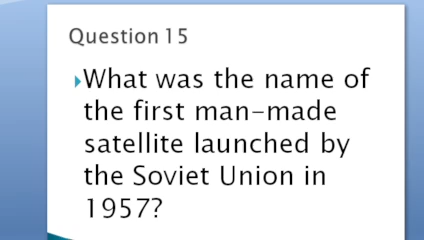 Question 15
What was the name of
the first man-made
satellite launched by
the Soviet Union in
1957?